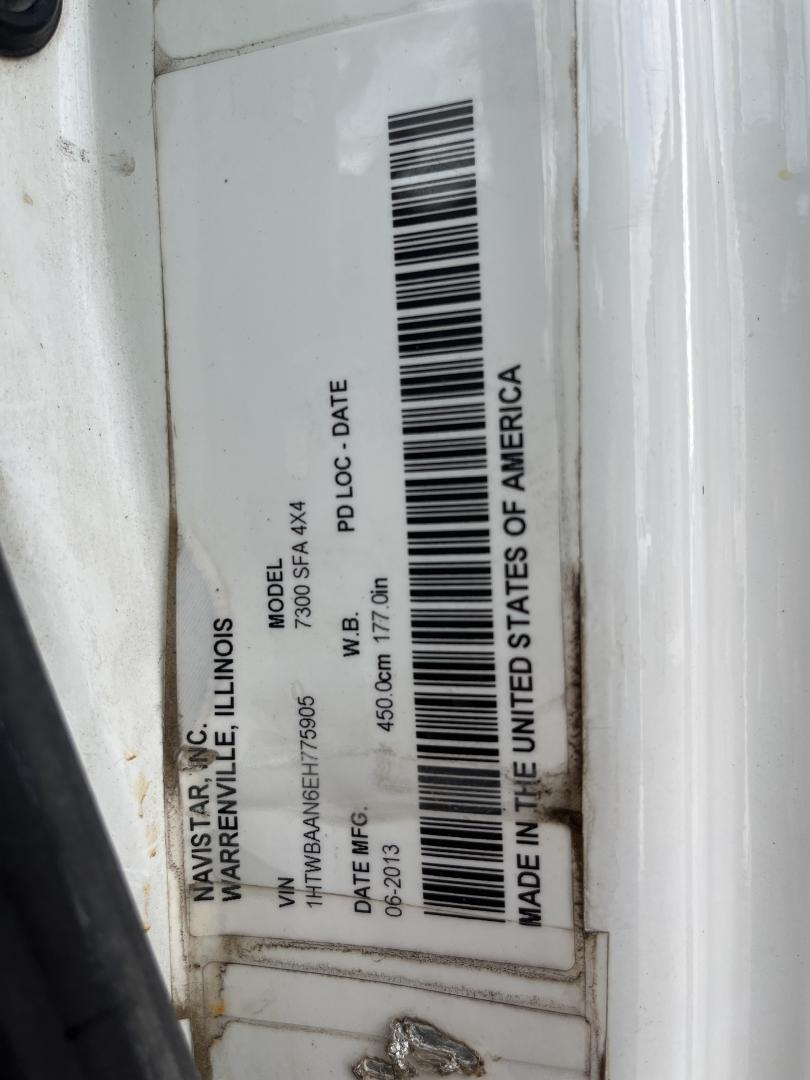 NAVISTAR, INC.
WARRENVILLE, ILLINOIS
VIN MODEL
1HTWBAAN6EH775905 7300 SFA 4X4
DATE MFG. W.B. PD LOC - DATE
06-2013 450.0cm 177.0in
MADE IN THE UNITED STATES OF AMERICA